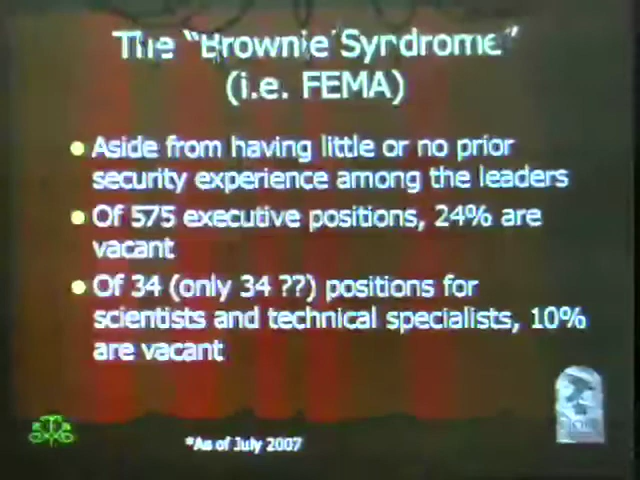 The "Brownie Syndrome"
(i.e. FEMA)
Aside from having little or no prior
security experience among the leaders
Of 575 executive positions, 24% are
vacant
Of 34 (only 34 ??) positions for
scientists and technical specialists, 10%
are vacant
*As of July 2007